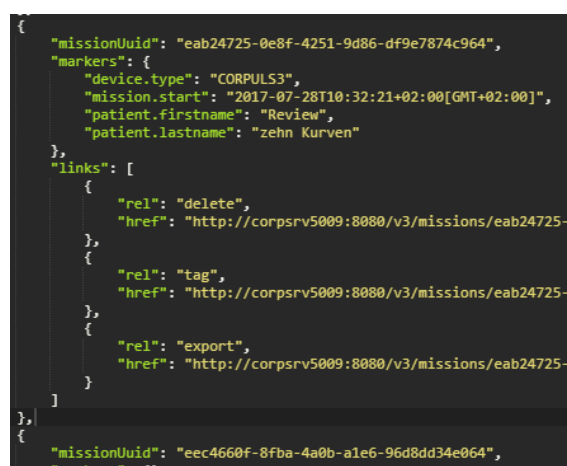 },
{
    "missionUuid": "eab24725-0e8f-4251-9d86-df9e7874c964",
    "markers": {
        "device.type": "CORPULS3",
        "mission.start": "2017-07-28T10:32:21+02:00[GMT+02:00]",
        "patient.firstname": "Review",
        "patient.lastname": "zehn Kurven"
    },
    "links": [
        {
            "rel": "delete",
            "href": "http://corpsrv5009:8080/v3/missions/eab24725-
        },
        {
            "rel": "tag",
            "href": "http://corpsrv5009:8080/v3/missions/eab24725-
        },
        {
            "rel": "export",
            "href": "http://corpsrv5009:8080/v3/missions/eab24725-
        }
    ]
},
{
    "missionUuid": "eec4660f-8fba-4a0b-a1e6-96d8dd34e064",